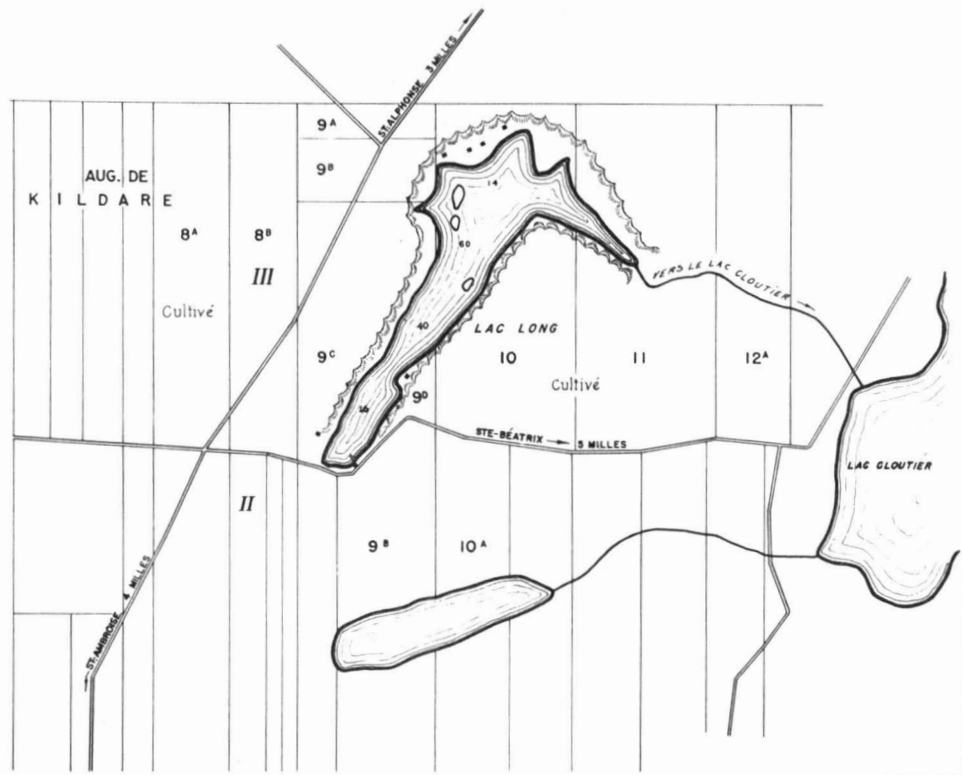 ST. ALPHONSE 3 MILLES
9A
9B
AUG. DE
KILDARE
8A
8B
III
Cultivé
14
60
40
VERS LE LAC CLOUTIER
LAC LONG
9C
9D
10
11
12A
Cultivé
STE-BÉATRIX 5 MILLES
LAC CLOUTIER
II
9B
10A
ST-AMBROISE 4 MILLES